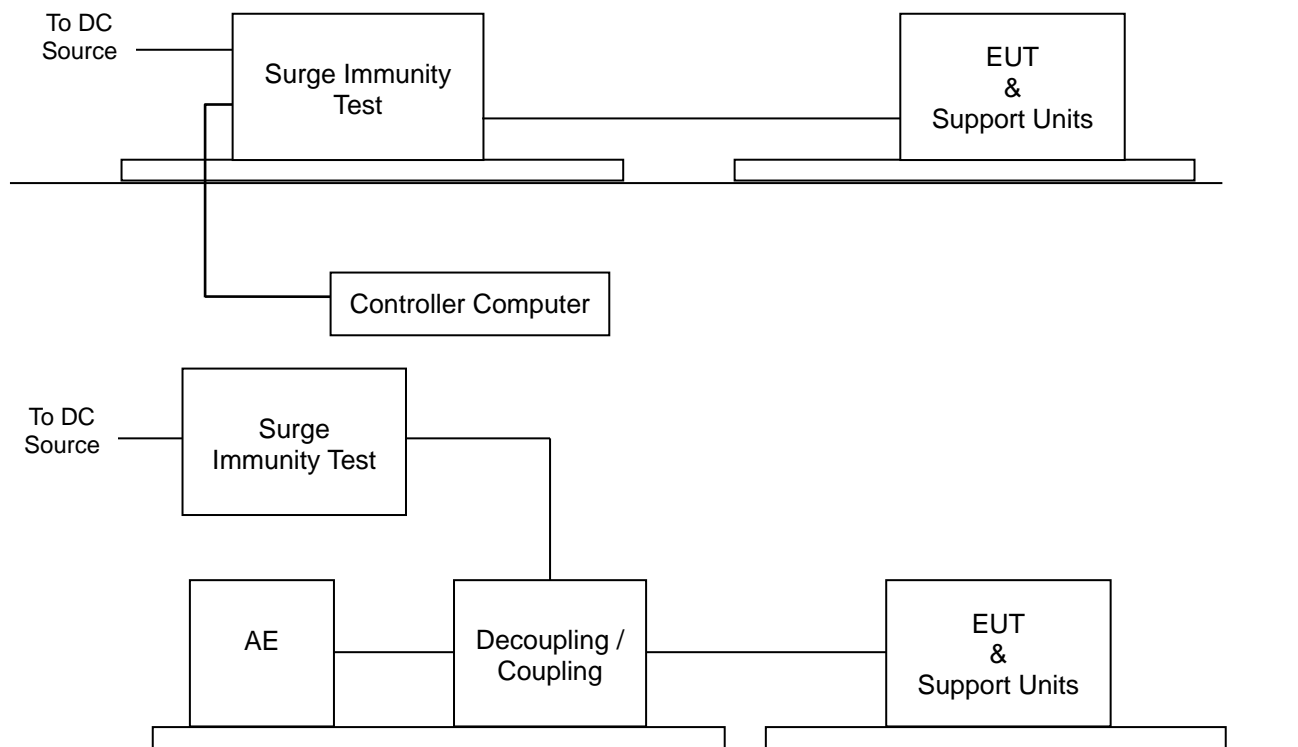 To DC
Source
Surge Immunity
Test
EUT
&
Support Units
Controller Computer
To DC
Source
Surge
Immunity Test
AE
Decoupling /
Coupling
EUT
&
Support Units